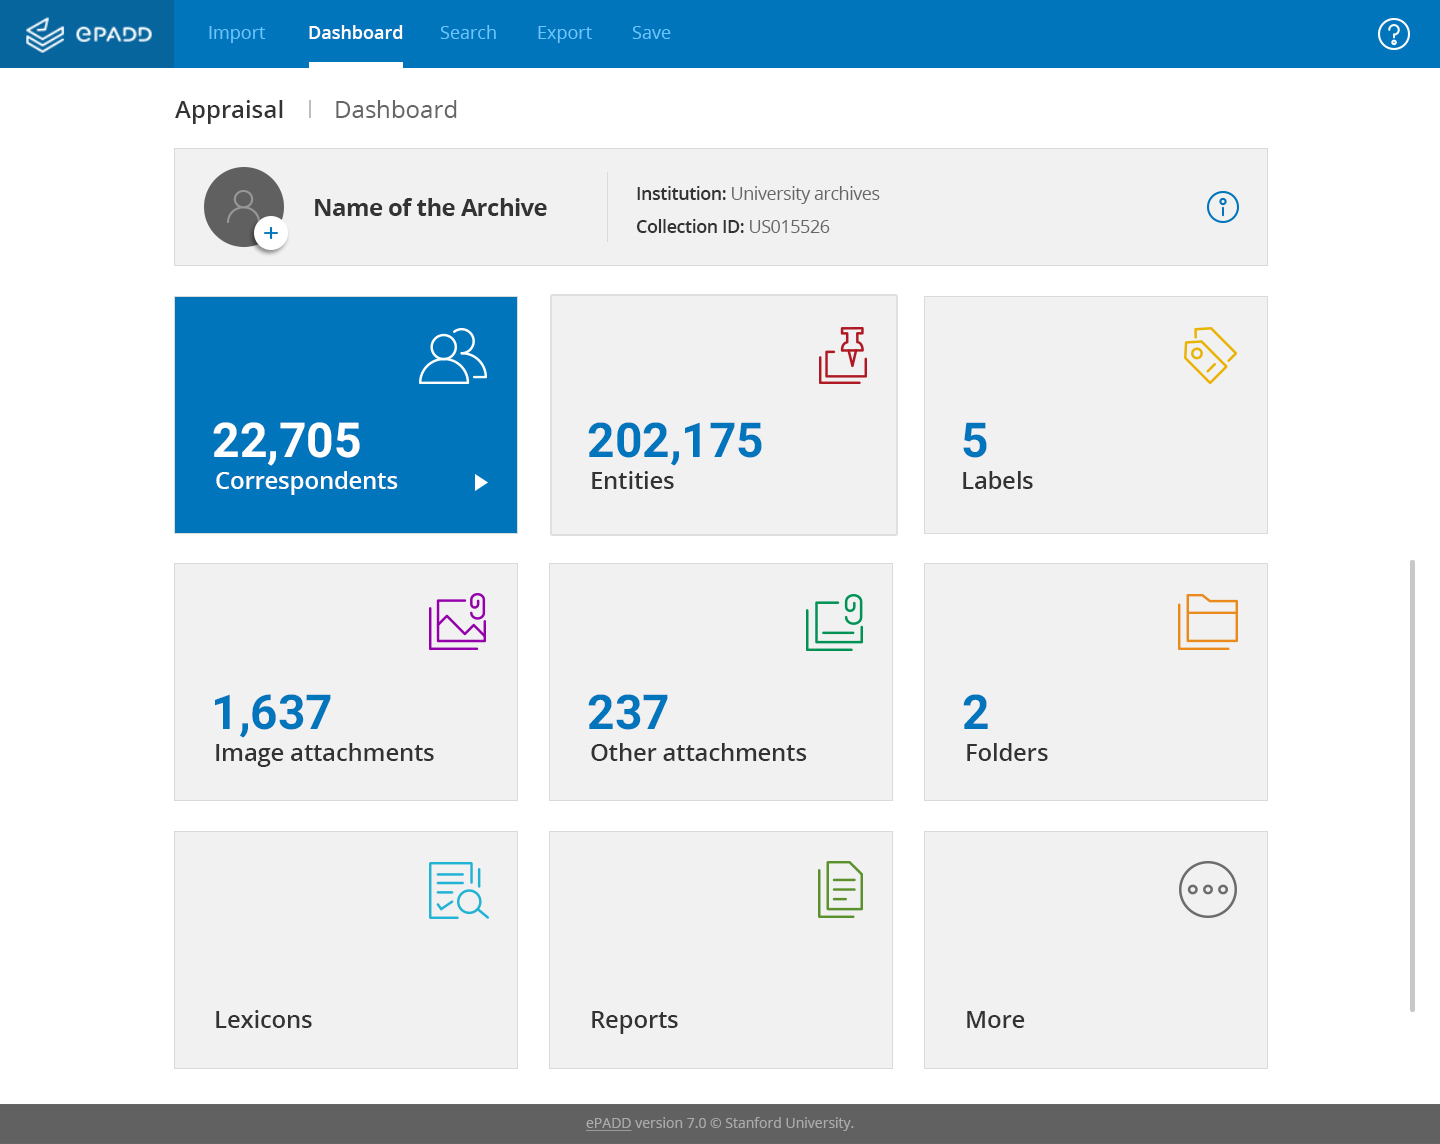 ePADD
Import Dashboard Search Export Save
Appraisal | Dashboard
Name of the Archive
Institution: University archives
Collection ID: US015526
22,705
Correspondents
202,175
Entities
5
Labels
1,637
Image attachments
237
Other attachments
2
Folders
Lexicons
Reports
More
ePADD version 7.0 © Stanford University.